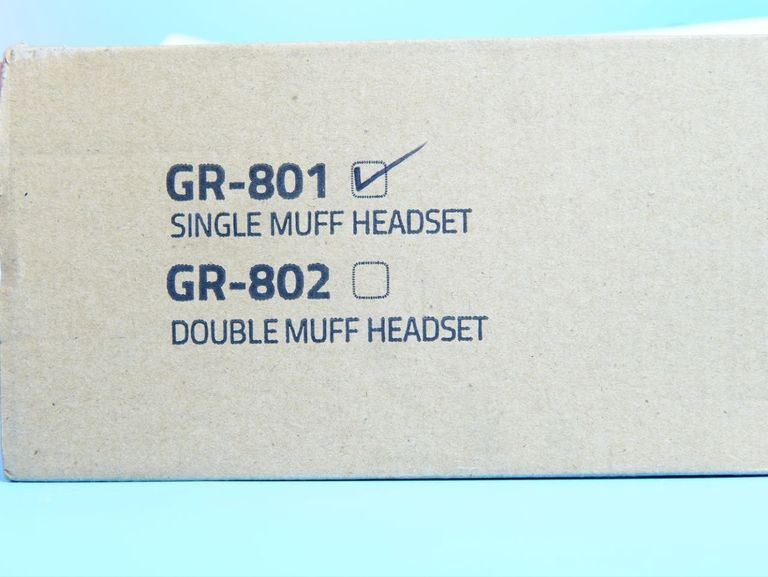 GR-801
SINGLE MUFF HEADSET
GR-802
DOUBLE MUFF HEADSET